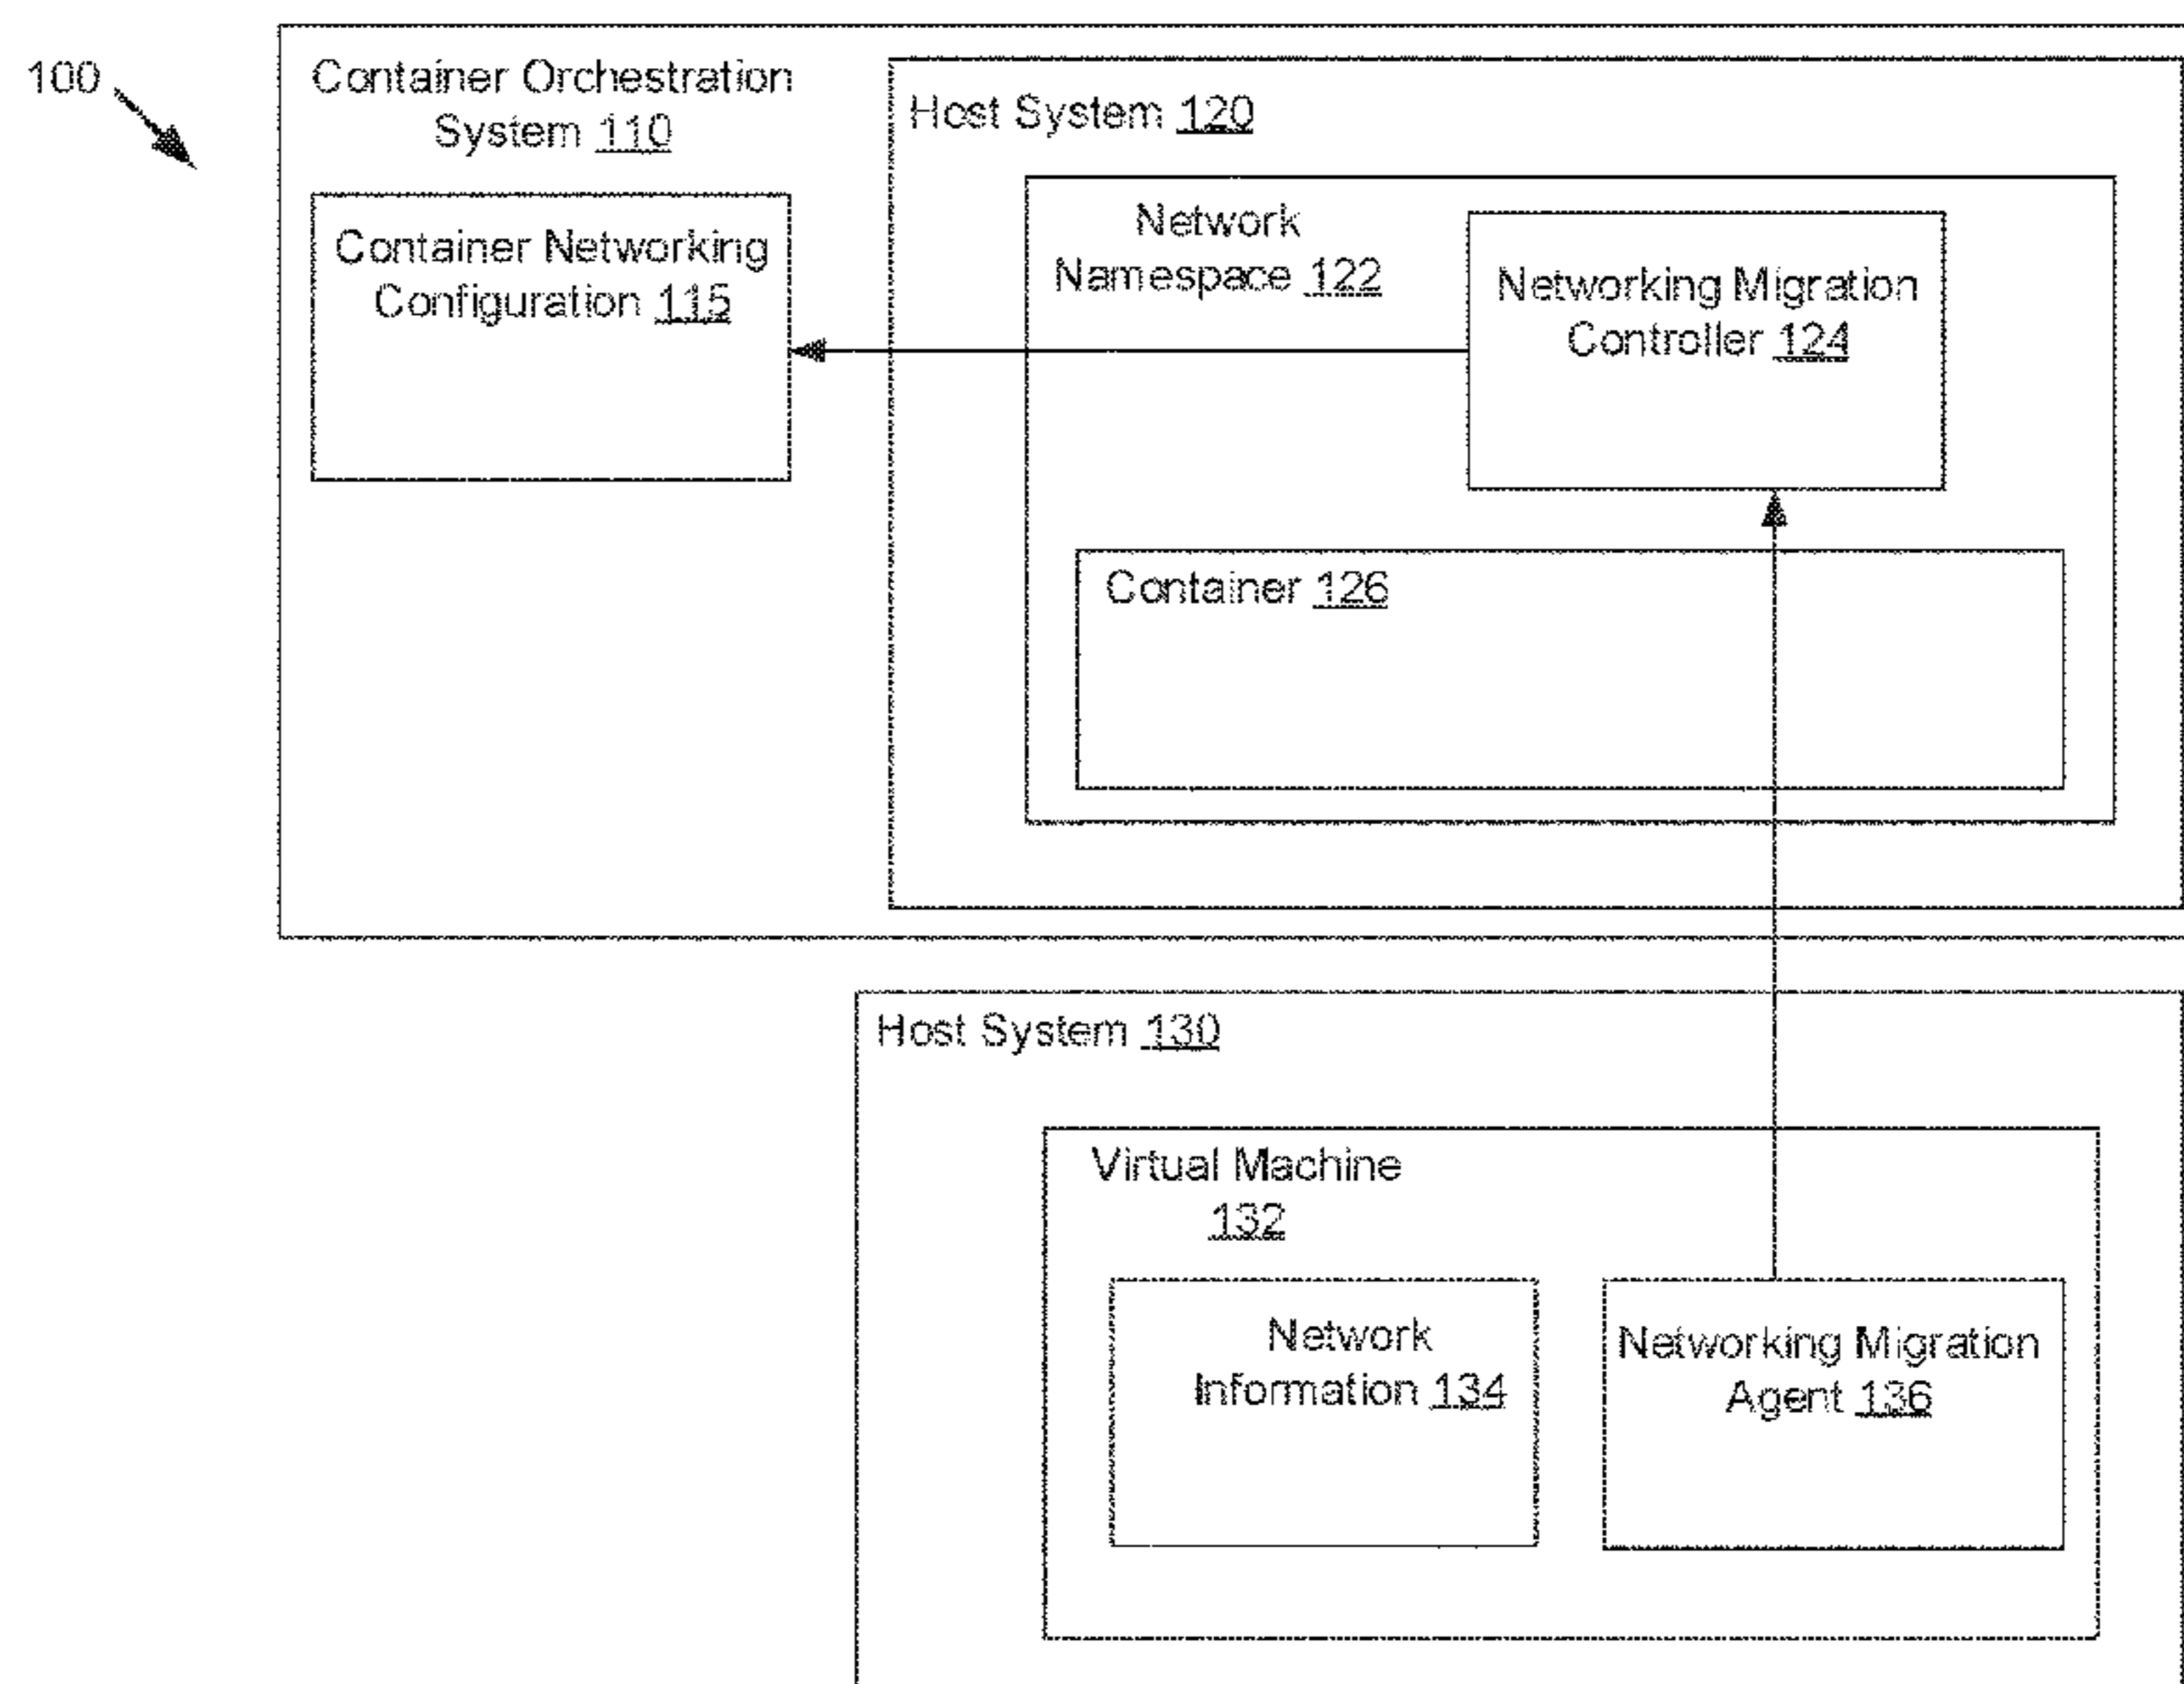 100
Container Orchestration
System 110
Container Networking
Configuration 115
Host System 120
Network
Namespace 122
Networking Migration
Controller 124
Container 126
Host System 130
Virtual Machine
132
Network
Information 134
Networking Migration
Agent 136